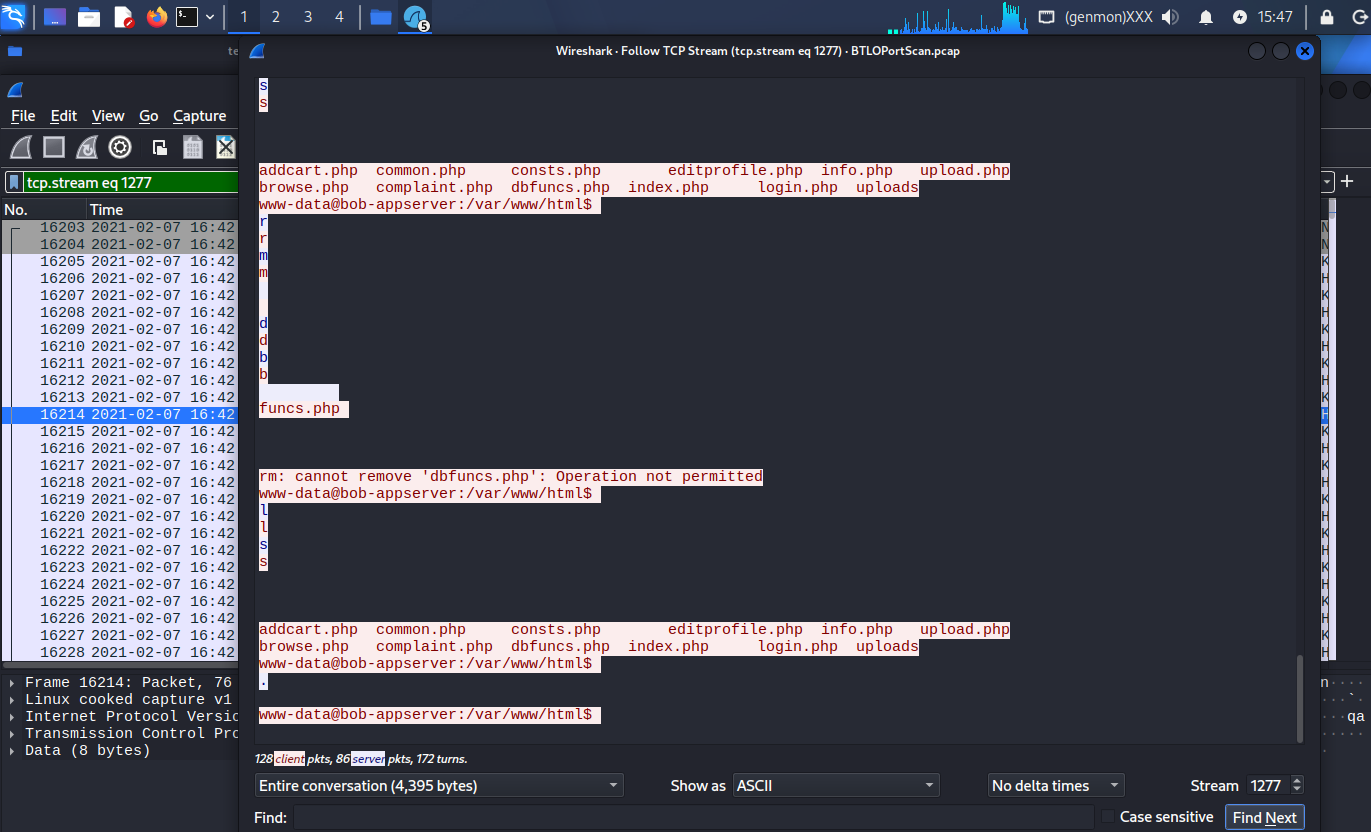 1 2 3 4 5 (genmon)XXX 15:47
te
Wireshark · Follow TCP Stream (tcp.stream eq 1277) · BTLOPortScan.pcap
File Edit View Go Capture
tcp.stream eq 1277
No. Time
16203 2021-02-07 16:42
16204 2021-02-07 16:42
16205 2021-02-07 16:42
16206 2021-02-07 16:42
16207 2021-02-07 16:42
16208 2021-02-07 16:42
16209 2021-02-07 16:42
16210 2021-02-07 16:42
16211 2021-02-07 16:42
16212 2021-02-07 16:42
16213 2021-02-07 16:42
16214 2021-02-07 16:42
16215 2021-02-07 16:42
16216 2021-02-07 16:42
16217 2021-02-07 16:42
16218 2021-02-07 16:42
16219 2021-02-07 16:42
16220 2021-02-07 16:42
16221 2021-02-07 16:42
16222 2021-02-07 16:42
16223 2021-02-07 16:42
16224 2021-02-07 16:42
16225 2021-02-07 16:42
16226 2021-02-07 16:42
16227 2021-02-07 16:42
16228 2021-02-07 16:42
Frame 16214: Packet, 76
Linux cooked capture v1
Internet Protocol Versio
Transmission Control Pro
Data (8 bytes)
s
s
addcart.php common.php consts.php editprofile.php info.php upload.php
browse.php complaint.php dbfuncs.php index.php login.php uploads
www-data@bob-appserver:/var/www/html$
r
r
m
m
d
d
b
b
funcs.php
rm: cannot remove 'dbfuncs.php': Operation not permitted
www-data@bob-appserver:/var/www/html$
l
l
s
s
addcart.php common.php consts.php editprofile.php info.php upload.php
browse.php complaint.php dbfuncs.php index.php login.php uploads
www-data@bob-appserver:/var/www/html$
.
www-data@bob-appserver:/var/www/html$
128 client pkts, 86 server pkts, 172 turns.
Entire conversation (4,395 bytes) Show as ASCII No delta times Stream 1277
Find: Case sensitive Find Next
n····
···`·
···qa